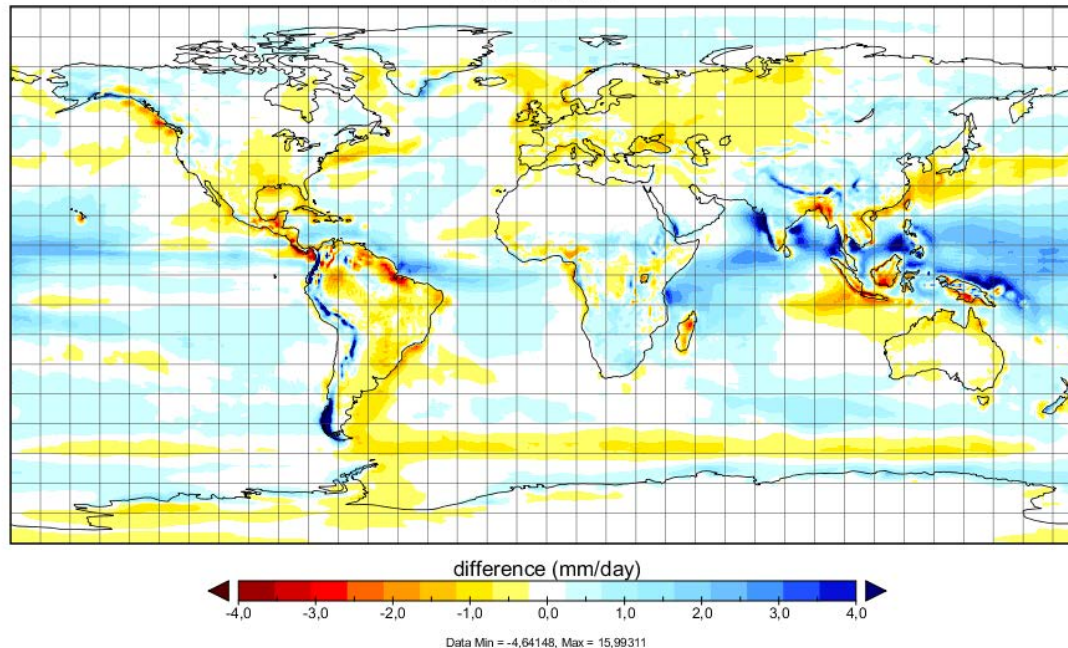 difference (mm/day)
-4,0 -3,0 -2,0 -1,0 0,0 1,0 2,0 3,0 4,0
Data Min = -4,64148, Max = 15,99311